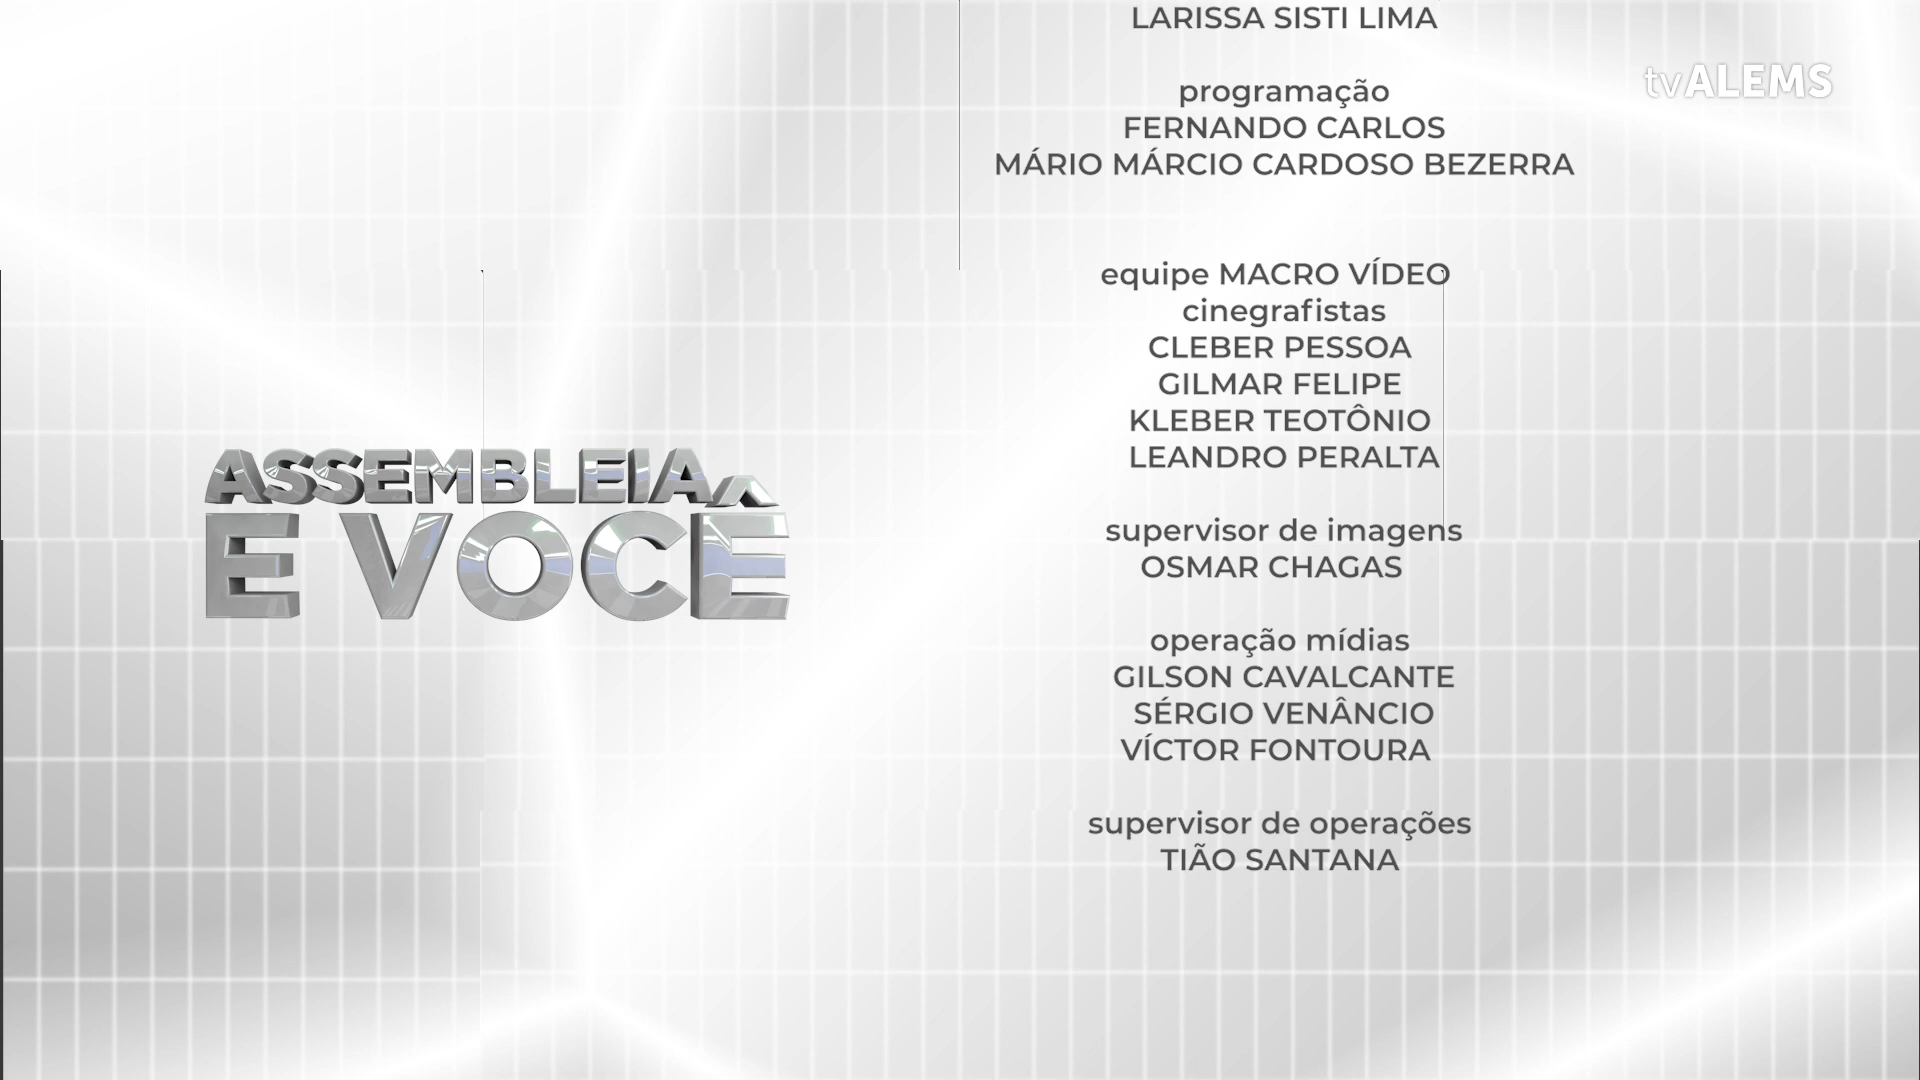 LARISSA SISTI LIMA
tvALEMS
programação
FERNANDO CARLOS
MÁRIO MÁRCIO CARDOSO BEZERRA
equipe MACRO VÍDEO
cinegrafistas
CLEBER PESSOA
GILMAR FELIPE
KLEBER TEOTÔNIO
LEANDRO PERALTA
ASSEMBLEIA
E VOCÊ
supervisor de imagens
OSMAR CHAGAS
operação mídias
GILSON CAVALCANTE
SÉRGIO VENÂNCIO
VÍCTOR FONTOURA
supervisor de operações
TIÃO SANTANA